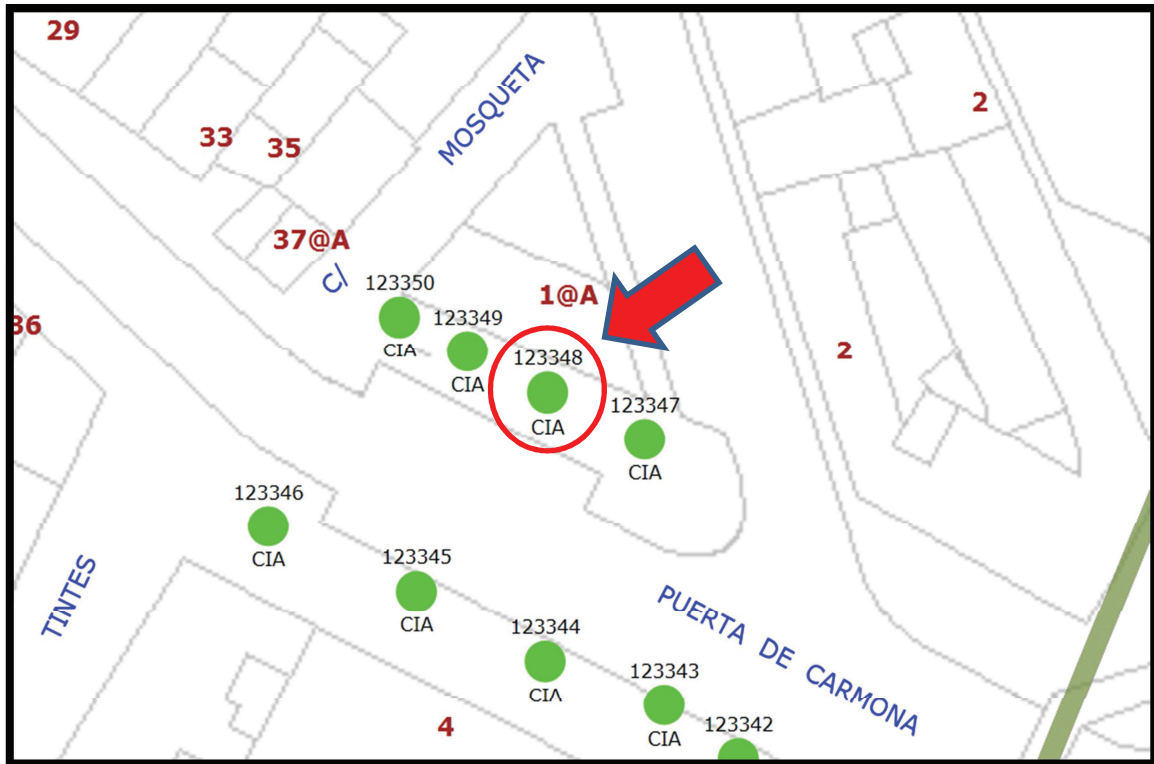 29
MOSQUETA
2
33
35
37@A
C/
123350
CIA
123349
CIA
1@A
123348
CIA
123347
CIA
36
2
123346
CIA
TINTES
123345
CIA
123344
CIA
PUERTA DE CARMONA
123343
CIA
123342
4